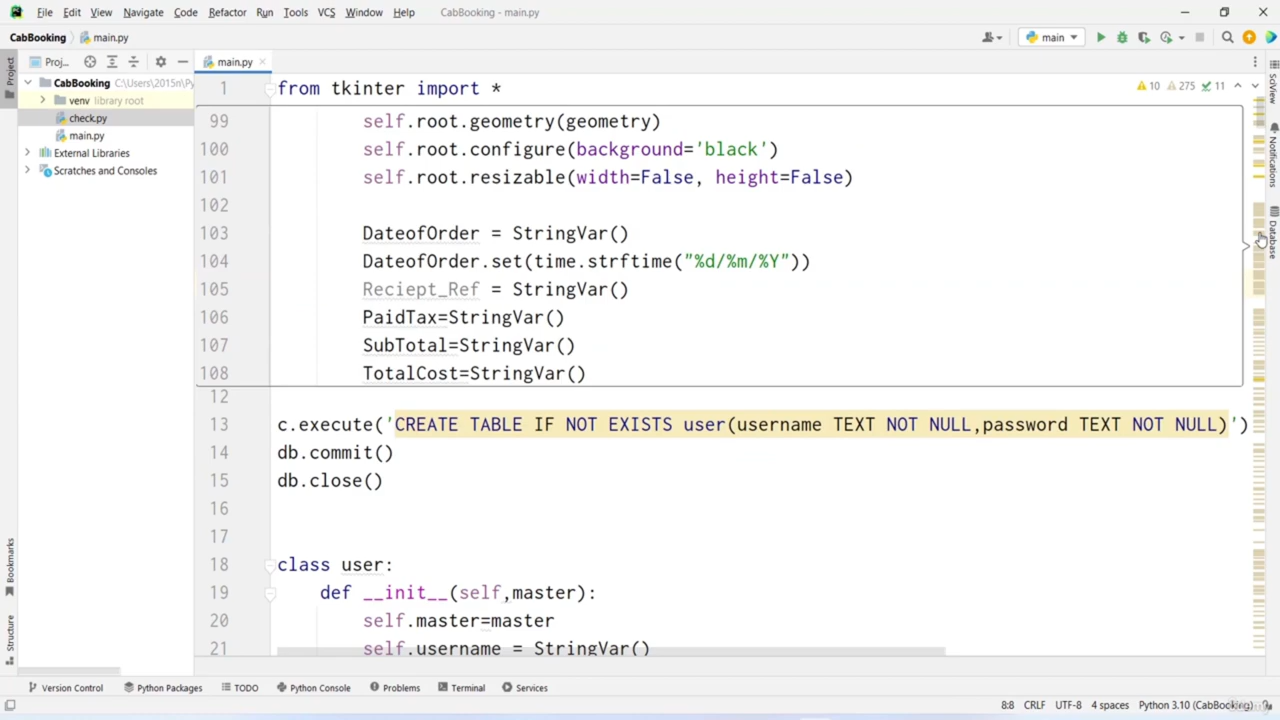 File Edit View Navigate Code Refactor Run Tools VCS Window Help CabBooking - main.py
CabBooking main.py main
Project
Proj...
main.py
CabBooking C:\Users\2015n\Py
venv library root
check.py
main.py
External Libraries
Scratches and Consoles
1 from tkinter import *
10 275 11
99 self.root.geometry(geometry)
100 self.root.configure(background='black')
101 self.root.resizable(width=False, height=False)
102
103 DateofOrder = StringVar()
104 DateofOrder.set(time.strftime("%d/%m/%Y"))
105 Reciept_Ref = StringVar()
106 PaidTax=StringVar()
107 SubTotal=StringVar()
108 TotalCost=StringVar()
12
13 c.execute('CREATE TABLE IF NOT EXISTS user(username TEXT NOT NULL,password TEXT NOT NULL)')
14 db.commit()
15 db.close()
16
17
18 class user:
19 def __init__(self,master):
20 self.master=master
21 self.username = StringVar()
SciView
Notifications
Database
Bookmarks
Structure
Version Control Python Packages TODO Python Console Problems Terminal Services
8:8 CRLF UTF-8 4 spaces Python 3.10 (CabBooking)